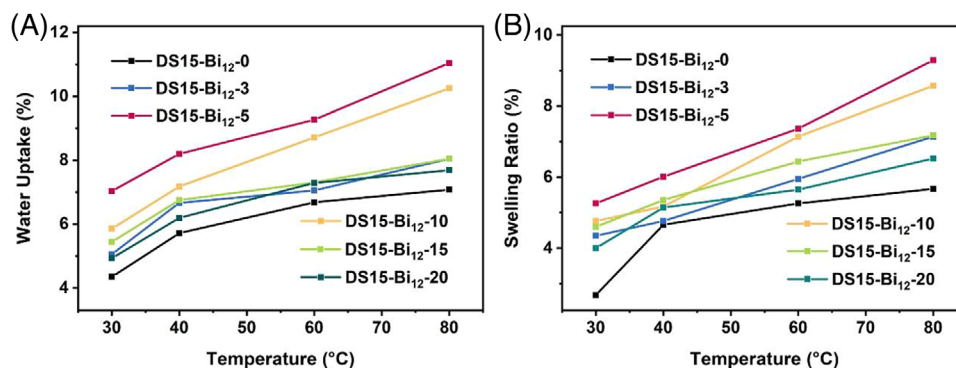 (A)
12
10
8
6
4
Water Uptake (%)
DS15-Bi₁₂-0
DS15-Bi₁₂-3
DS15-Bi₁₂-5
DS15-Bi₁₂-10
DS15-Bi₁₂-15
DS15-Bi₁₂-20
30 40 50 60 70 80
Temperature (°C)
(B)
10
8
6
4
Swelling Ratio (%)
DS15-Bi₁₂-0
DS15-Bi₁₂-3
DS15-Bi₁₂-5
DS15-Bi₁₂-10
DS15-Bi₁₂-15
DS15-Bi₁₂-20
30 40 50 60 70 80
Temperature (°C)